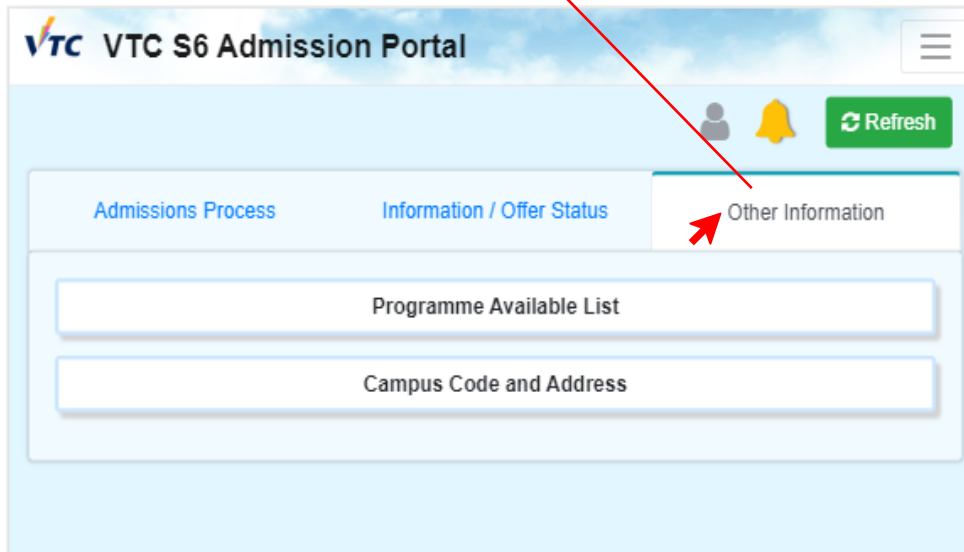 VTC VTC S6 Admission Portal
Refresh
Admissions Process Information / Offer Status Other Information
Programme Available List
Campus Code and Address